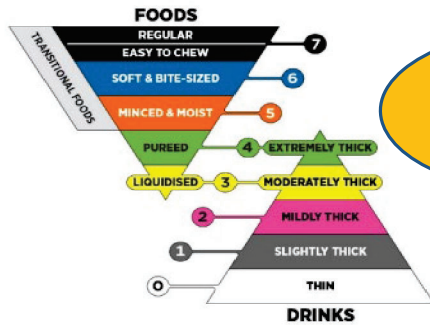 FOODS
REGULAR
EASY TO CHEW
7
TRANSITIONAL FOODS
SOFT & BITE-SIZED
6
MINCED & MOIST
5
PUREED
4
EXTREMELY THICK
LIQUIDISED
3
MODERATELY THICK
2
MILDLY THICK
1
SLIGHTLY THICK
0
THIN
DRINKS